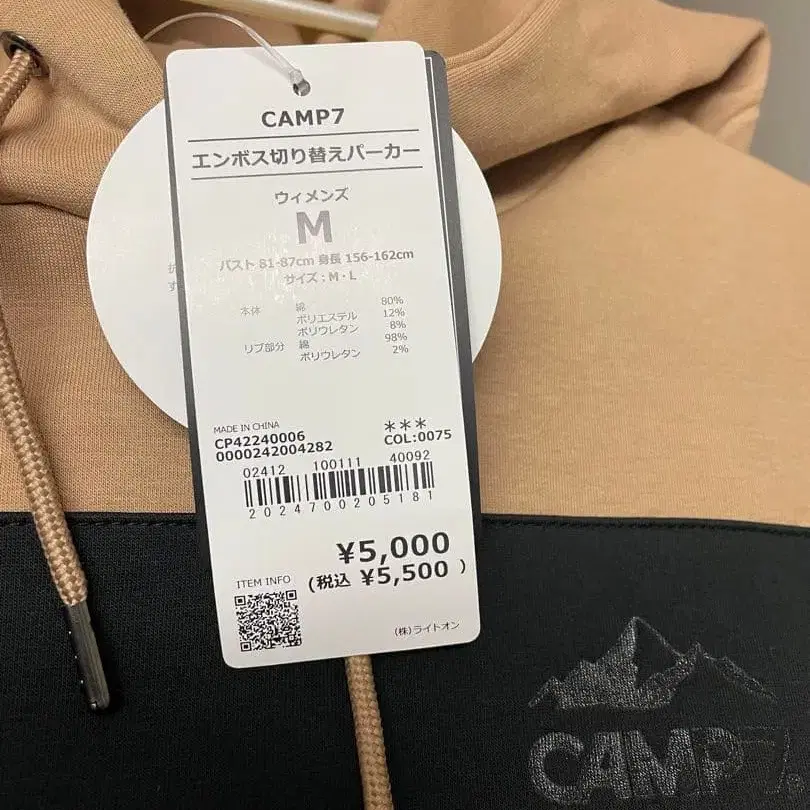 CAMP7
エンボス切り替えパーカー
ウィメンズ
M
バスト 81-87cm 身長 156-162cm
サイズ：M・L
本体 綿 80%
ポリエステル 12%
ポリウレタン 8%
リブ部分 綿 98%
ポリウレタン 2%
MADE IN CHINA
CP42240006 ＊＊＊
0000242004282 COL:0075
02412 100111 40092
2024700205181
¥5,000
(税込 ¥5,500 )
ITEM INFO
(株)ライトオン
CAMP7